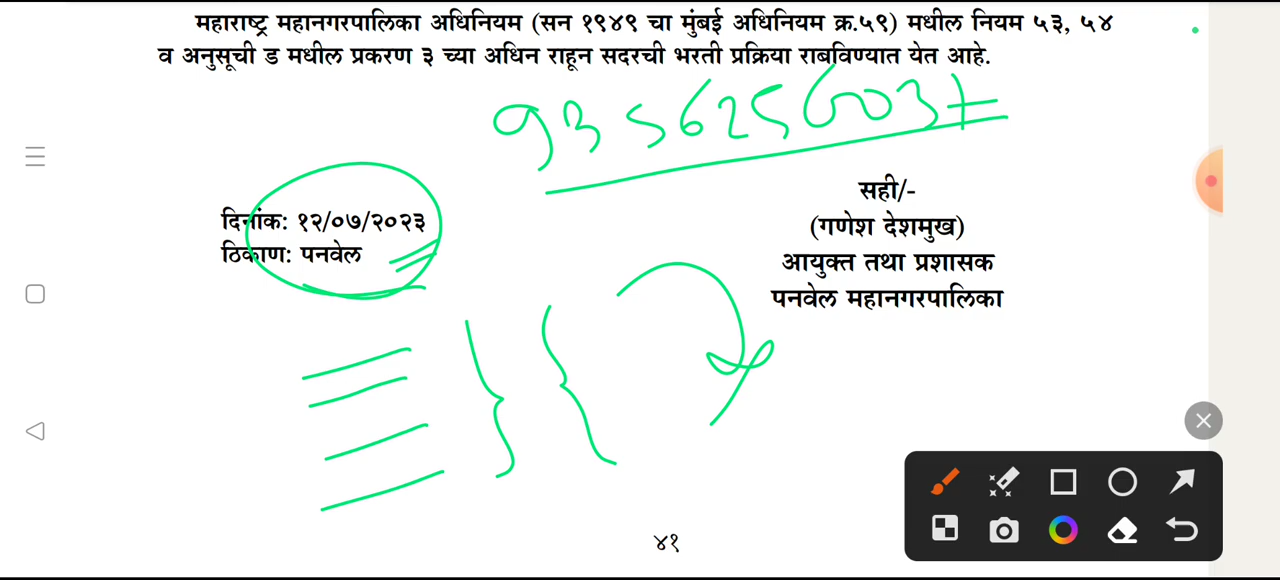 महाराष्ट्र महानगरपालिका अधिनियम (सन १९४९ चा मुंबई अधिनियम क्र.५९) मधील नियम ५३, ५४
व अनुसूची ड मधील प्रकरण ३ च्या अधिन राहून सदरची भरती प्रक्रिया राबविण्यात येत आहे.
9356256037
दिनांक: १२/०७/२०२३
ठिकाण: पनवेल
सही/-
(गणेश देशमुख)
आयुक्त तथा प्रशासक
पनवेल महानगरपालिका
४१